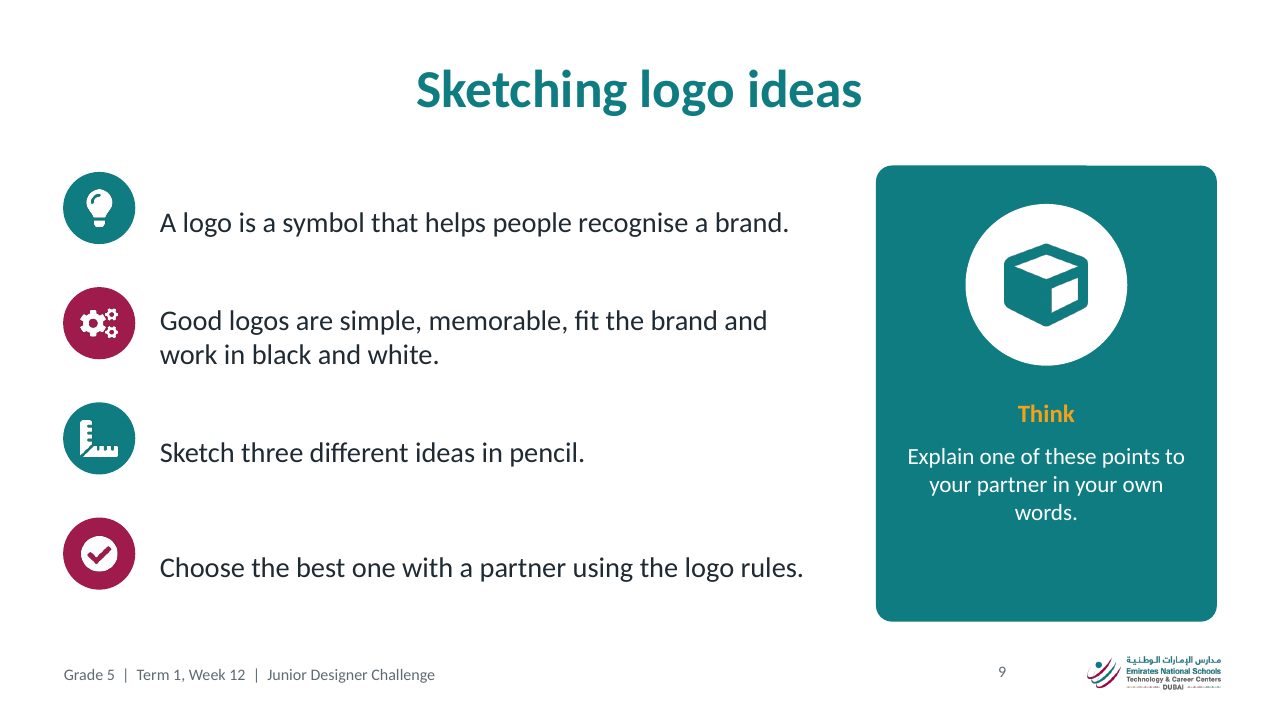 Sketching logo ideas
A logo is a symbol that helps people recognise a brand.
Good logos are simple, memorable, fit the brand and
work in black and white.
Sketch three different ideas in pencil.
Choose the best one with a partner using the logo rules.
Think
Explain one of these points to
your partner in your own
words.
Grade 5 | Term 1, Week 12 | Junior Designer Challenge
9
مدارس الإمارات الوطنية
Emirates National Schools
Technology & Career Centers
DUBAI